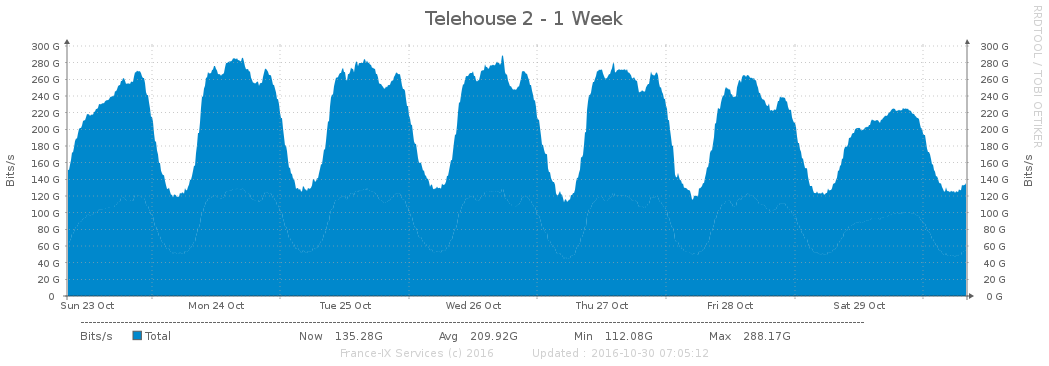 Telehouse 2 - 1 Week
RRDTOOL / TOBI OETIKER
Bits/s
300 G 300 G
280 G 280 G
260 G 260 G
240 G 240 G
220 G 220 G
200 G 200 G
180 G 180 G
160 G 160 G
140 G 140 G
120 G 120 G
100 G 100 G
80 G 80 G
60 G 60 G
40 G 40 G
20 G 20 G
0 0 G
Bits/s
Sun 23 Oct Mon 24 Oct Tue 25 Oct Wed 26 Oct Thu 27 Oct Fri 28 Oct Sat 29 Oct
Bits/s Total Now 135.28G Avg 209.92G Min 112.08G Max 288.17G
France-IX Services (c) 2016 Updated : 2016-10-30 07:05:12